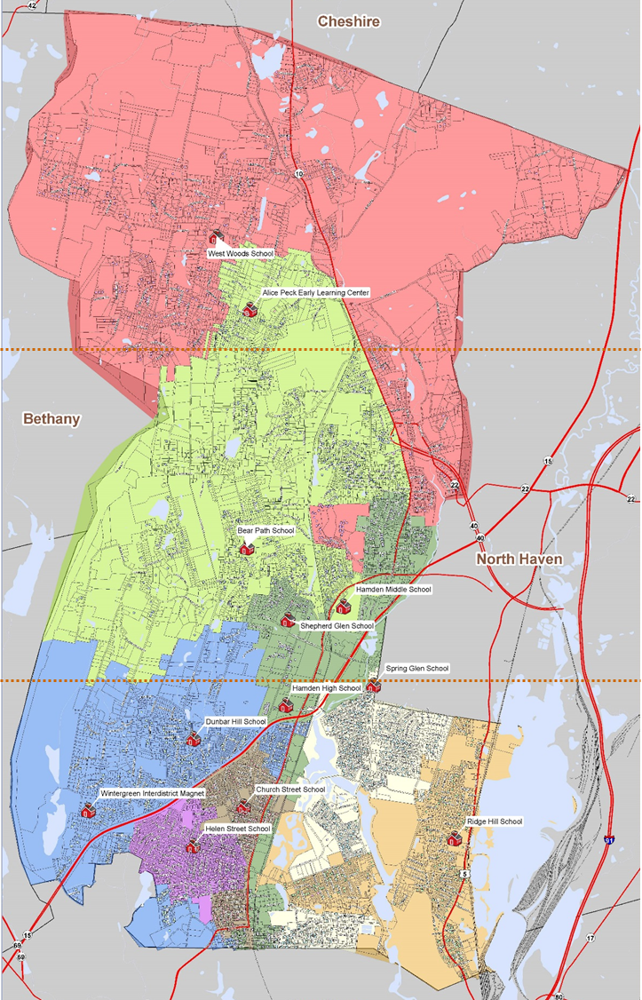 42
Cheshire
10
West Woods School
Alice Peck Early Learning Center
Bethany
15
22
22
22
40
40
Bear Path School
North Haven
Hamden Middle School
Shepherd Glen School
Spring Glen School
Hamden High School
Dunbar Hill School
Wintergreen Interdistrict Magnet
Church Street School
Ridge Hill School
Helen Street School
91
5
15
17
69
69
80